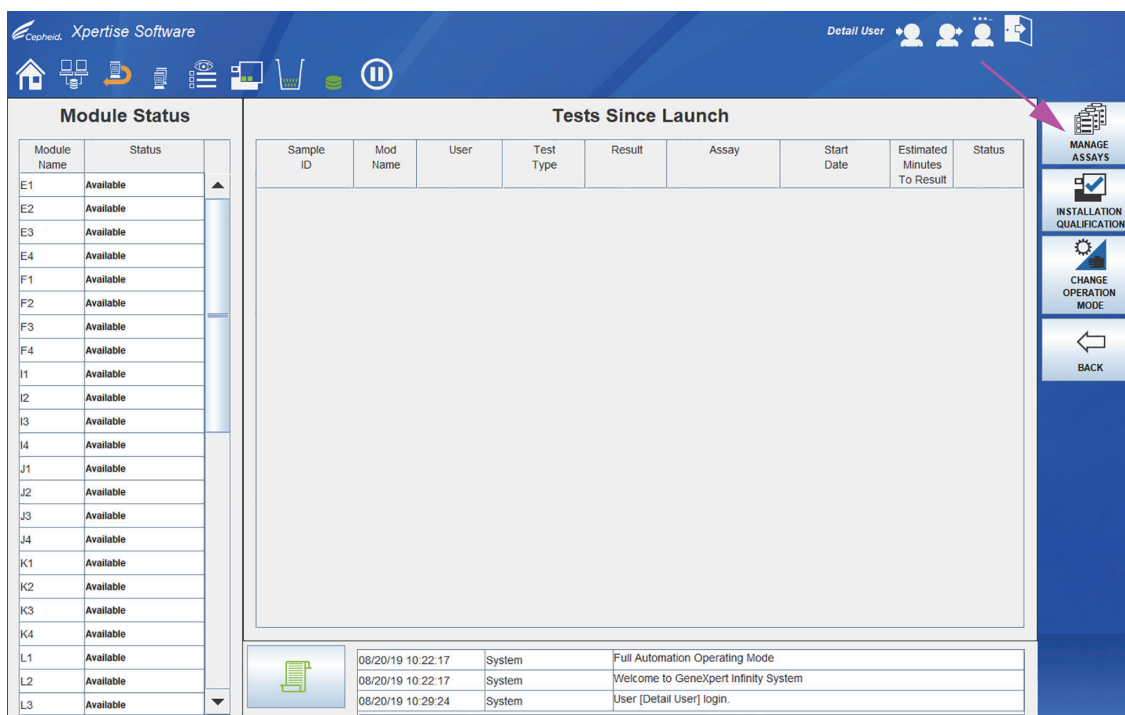 Cepheid. Xpertise Software
Detail User
Module Status
Module Name Status
E1 Available
E2 Available
E3 Available
E4 Available
F1 Available
F2 Available
F3 Available
F4 Available
I1 Available
I2 Available
I3 Available
I4 Available
J1 Available
J2 Available
J3 Available
J4 Available
K1 Available
K2 Available
K3 Available
K4 Available
L1 Available
L2 Available
L3 Available
Tests Since Launch
Sample ID Mod Name User Test Type Result Assay Start Date Estimated Minutes To Result Status
08/20/19 10:22:17 System Full Automation Operating Mode
08/20/19 10:22:17 System Welcome to GeneXpert Infinity System
08/20/19 10:29:24 System User [Detail User] login.
MANAGE
ASSAYS
INSTALLATION
QUALIFICATION
CHANGE
OPERATION
MODE
BACK